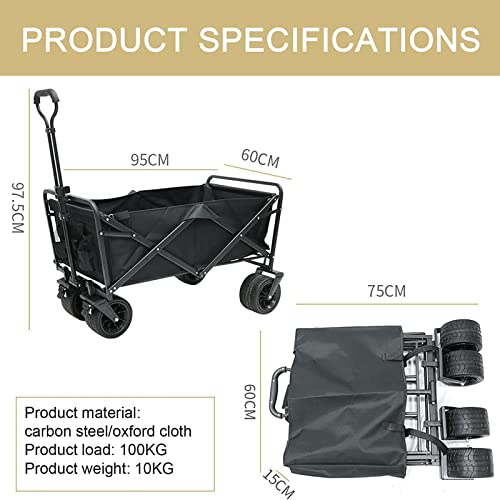 PRODUCT SPECIFICATIONS
95CM
60CM
97.5CM
75CM
60CM
15CM
Product material:
carbon steel/oxford cloth
Product load: 100KG
Product weight: 10KG